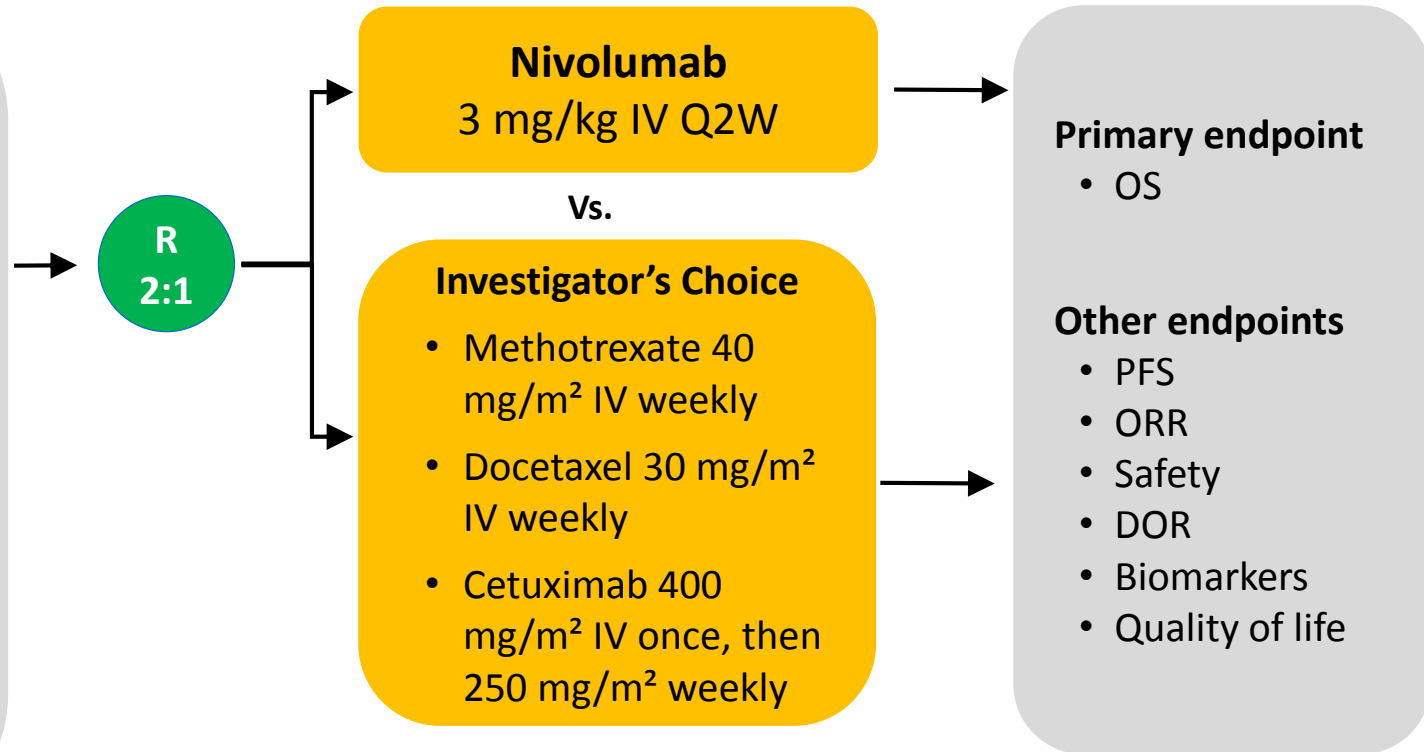 R
2:1
Nivolumab
3 mg/kg IV Q2W
Vs.
Investigator’s Choice
• Methotrexate 40
mg/m² IV weekly
• Docetaxel 30 mg/m²
IV weekly
• Cetuximab 400
mg/m² IV once, then
250 mg/m² weekly
Primary endpoint
• OS
Other endpoints
• PFS
• ORR
• Safety
• DOR
• Biomarkers
• Quality of life